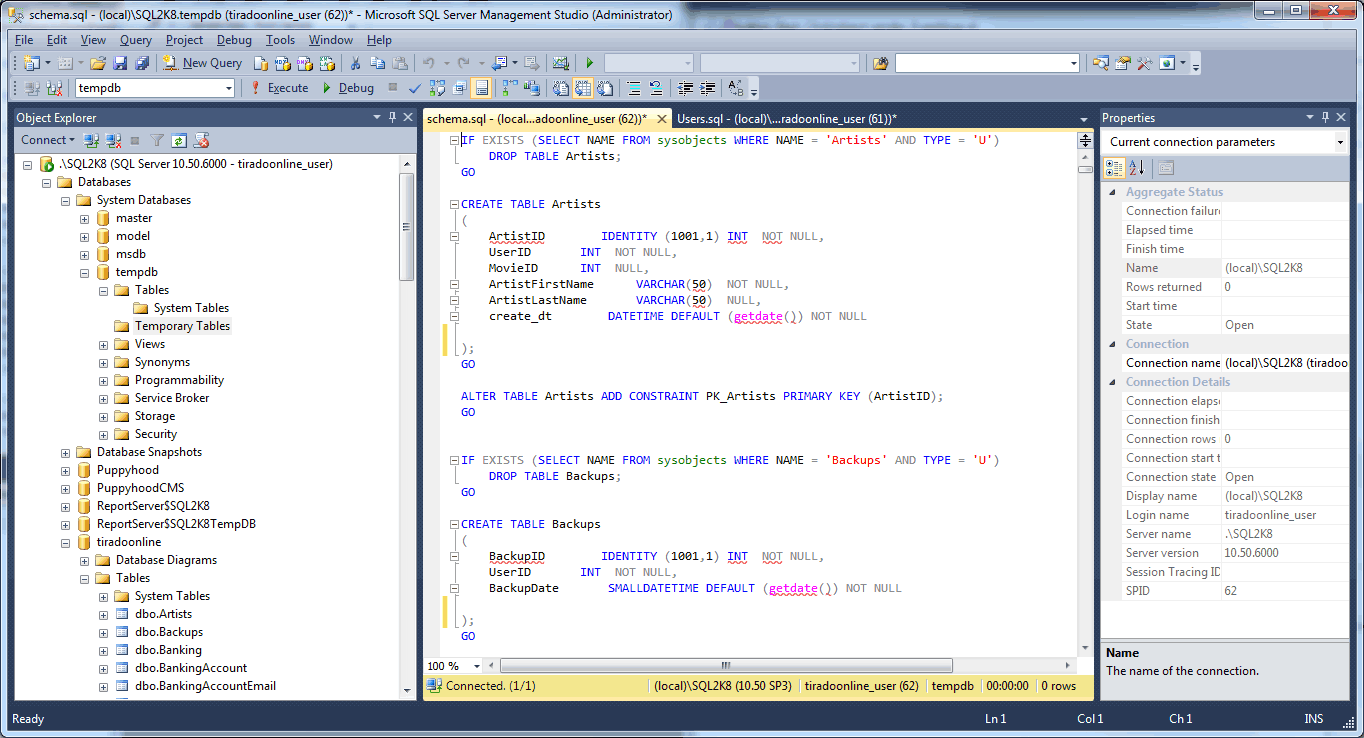 schema.sql - (local)\SQL2K8.tempdb (tiradoonline_user (62))* - Microsoft SQL Server Management Studio (Administrator)
File Edit View Query Project Debug Tools Window Help
New Query
tempdb Execute Debug
Object Explorer
Connect
.\SQL2K8 (SQL Server 10.50.6000 - tiradoonline_user)
Databases
System Databases
master
model
msdb
tempdb
Tables
System Tables
Temporary Tables
Views
Synonyms
Programmability
Service Broker
Storage
Security
Database Snapshots
Puppyhood
PuppyhoodCMS
ReportServer$SQL2K8
ReportServer$SQL2K8TempDB
tiradoonline
Database Diagrams
Tables
System Tables
dbo.Artists
dbo.Backups
dbo.Banking
dbo.BankingAccount
dbo.BankingAccountEmail
schema.sql - (local...adoonline_user (62))* Users.sql - (local)\...radoonline_user (61))*
IF EXISTS (SELECT NAME FROM sysobjects WHERE NAME = 'Artists' AND TYPE = 'U')
DROP TABLE Artists;
GO
CREATE TABLE Artists
(
ArtistID IDENTITY (1001,1) INT NOT NULL,
UserID INT NOT NULL,
MovieID INT NULL,
ArtistFirstName VARCHAR(50) NOT NULL,
ArtistLastName VARCHAR(50) NULL,
create_dt DATETIME DEFAULT (getdate()) NOT NULL
);
GO
ALTER TABLE Artists ADD CONSTRAINT PK_Artists PRIMARY KEY (ArtistID);
GO
IF EXISTS (SELECT NAME FROM sysobjects WHERE NAME = 'Backups' AND TYPE = 'U')
DROP TABLE Backups;
GO
CREATE TABLE Backups
(
BackupID IDENTITY (1001,1) INT NOT NULL,
UserID INT NOT NULL,
BackupDate SMALLDATETIME DEFAULT (getdate()) NOT NULL
);
GO
100 %
Connected. (1/1) (local)\SQL2K8 (10.50 SP3) tiradoonline_user (62) tempdb 00:00:00 0 rows
Properties
Current connection parameters
Aggregate Status
Connection failure
Elapsed time
Finish time
Name (local)\SQL2K8
Rows returned 0
Start time
State Open
Connection
Connection name (local)\SQL2K8 (tiradoo
Connection Details
Connection elapse
Connection finish
Connection rows 0
Connection start t
Connection state Open
Display name (local)\SQL2K8
Login name tiradoonline_user
Server name .\SQL2K8
Server version 10.50.6000
Session Tracing ID
SPID 62
Name
The name of the connection.
Ready Ln 1 Col 1 Ch 1 INS